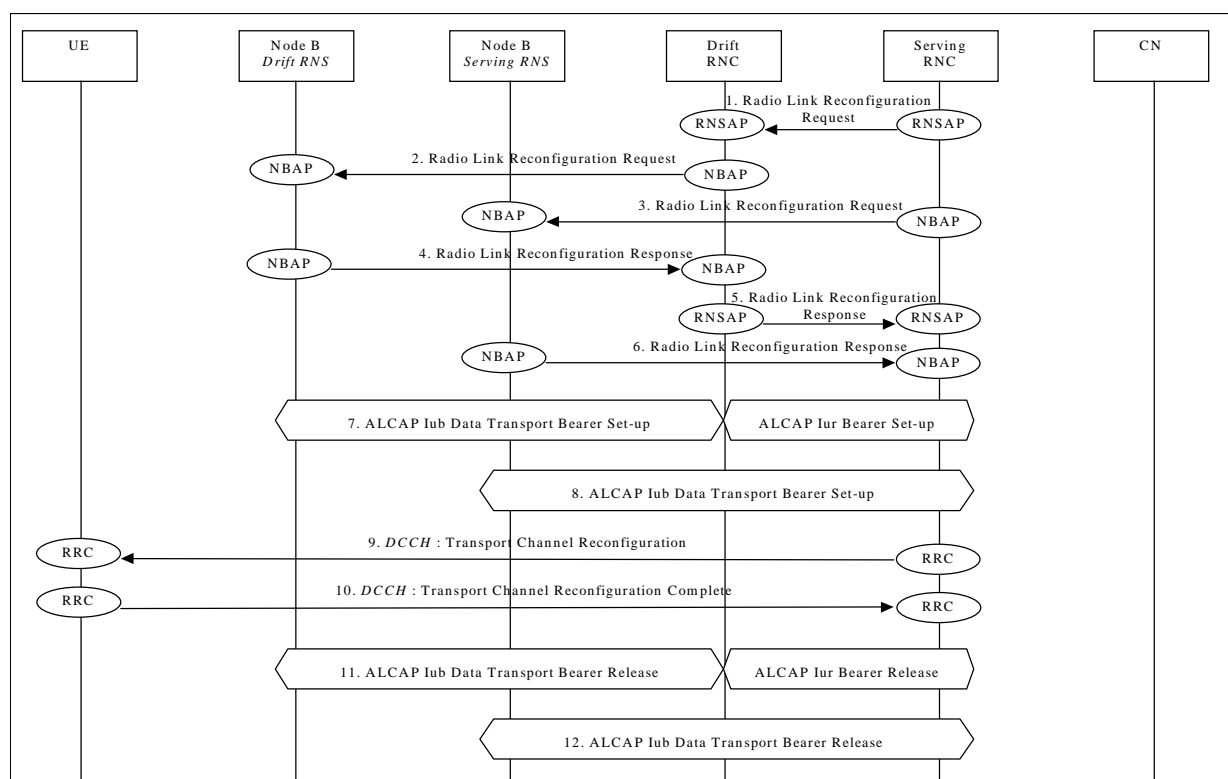 UE
Node B
Drift RNS
Node B
Serving RNS
Drift
RNC
Serving
RNC
CN
1. Radio Link Reconfiguration
Request
RNSAP
RNSAP
2. Radio Link Reconfiguration Request
NBAP
NBAP
3. Radio Link Reconfiguration Request
NBAP
NBAP
4. Radio Link Reconfiguration Response
NBAP
NBAP
5. Radio Link Reconfiguration
Response
RNSAP
RNSAP
6. Radio Link Reconfiguration Response
NBAP
NBAP
7. ALCAP Iub Data Transport Bearer Set-up
ALCAP Iur Bearer Set-up
8. ALCAP Iub Data Transport Bearer Set-up
9. DCCH : Transport Channel Reconfiguration
RRC
RRC
10. DCCH : Transport Channel Reconfiguration Complete
RRC
RRC
11. ALCAP Iub Data Transport Bearer Release
ALCAP Iur Bearer Release
12. ALCAP Iub Data Transport Bearer Release